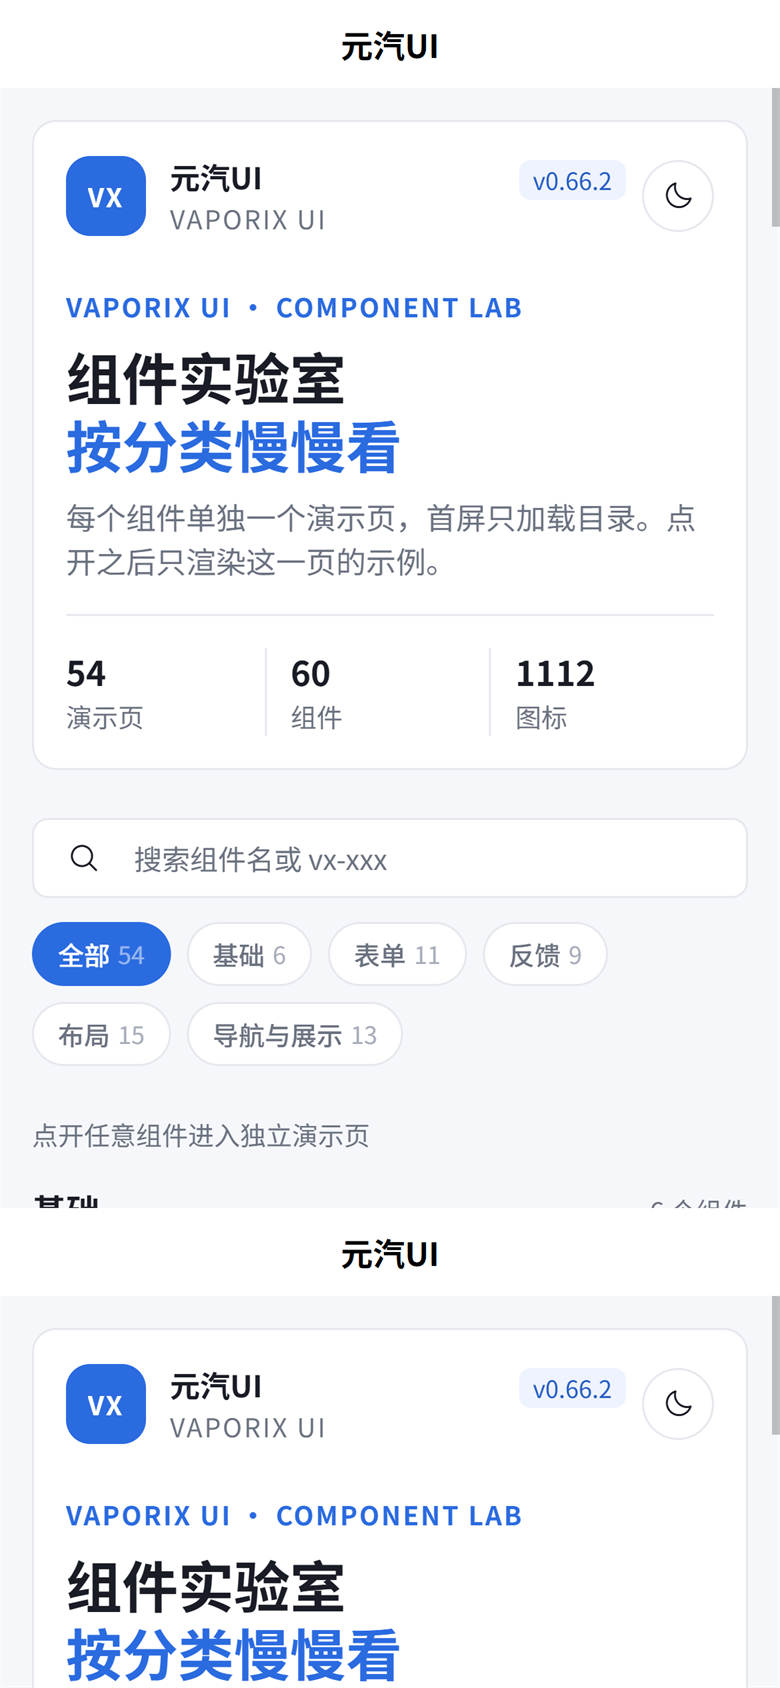 元汽UI
VX
元汽UI
VAPORIX UI
v0.66.2
VAPORIX UI · COMPONENT LAB
组件实验室
按分类慢慢看
每个组件单独一个演示页，首屏只加载目录。点
开之后只渲染这一页的示例。
54
演示页
60
组件
1112
图标
搜索组件名或 vx-xxx
全部 54
基础 6
表单 11
反馈 9
布局 15
导航与展示 13
点开任意组件进入独立演示页
基础
6 个组件
元汽UI
VX
元汽UI
VAPORIX UI
v0.66.2
VAPORIX UI · COMPONENT LAB
组件实验室
按分类慢慢看